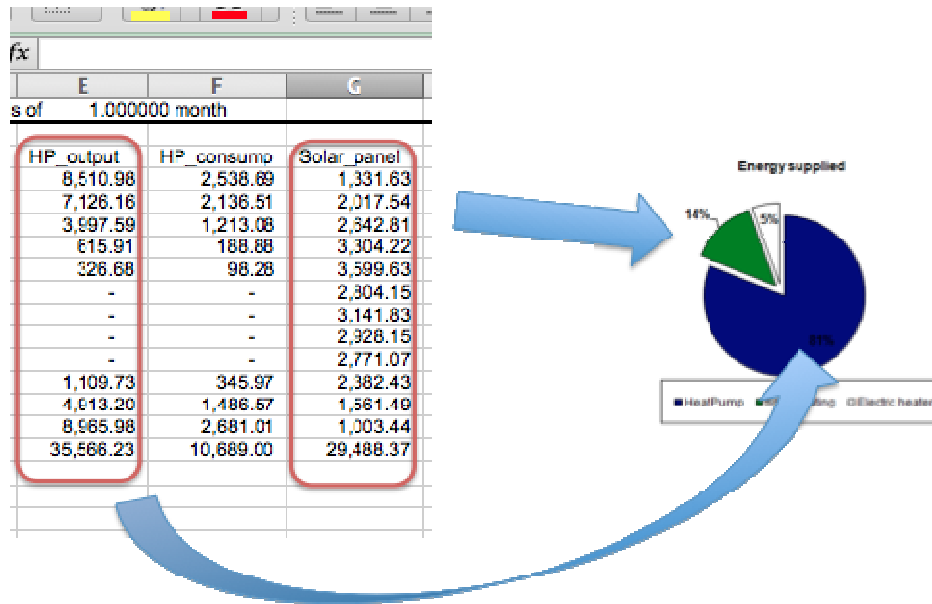 fx
E F G
s of 1.000000 month
HP_output HP_consump Solar_panel
8,510.98 2,538.69 1,331.63
7,126.16 2,136.51 2,017.54
3,997.59 1,213.08 2,642.81
615.91 188.88 3,304.22
326.68 98.28 3,599.63
- - 2,804.15
- - 3,141.83
- - 2,928.15
- - 2,771.07
1,109.73 345.97 2,382.43
4,913.20 1,486.57 1,561.49
8,965.98 2,681.01 1,003.44
35,566.23 10,689.00 29,488.37
Energy supplied
14% 5%
81%
HeatPump Electric heater